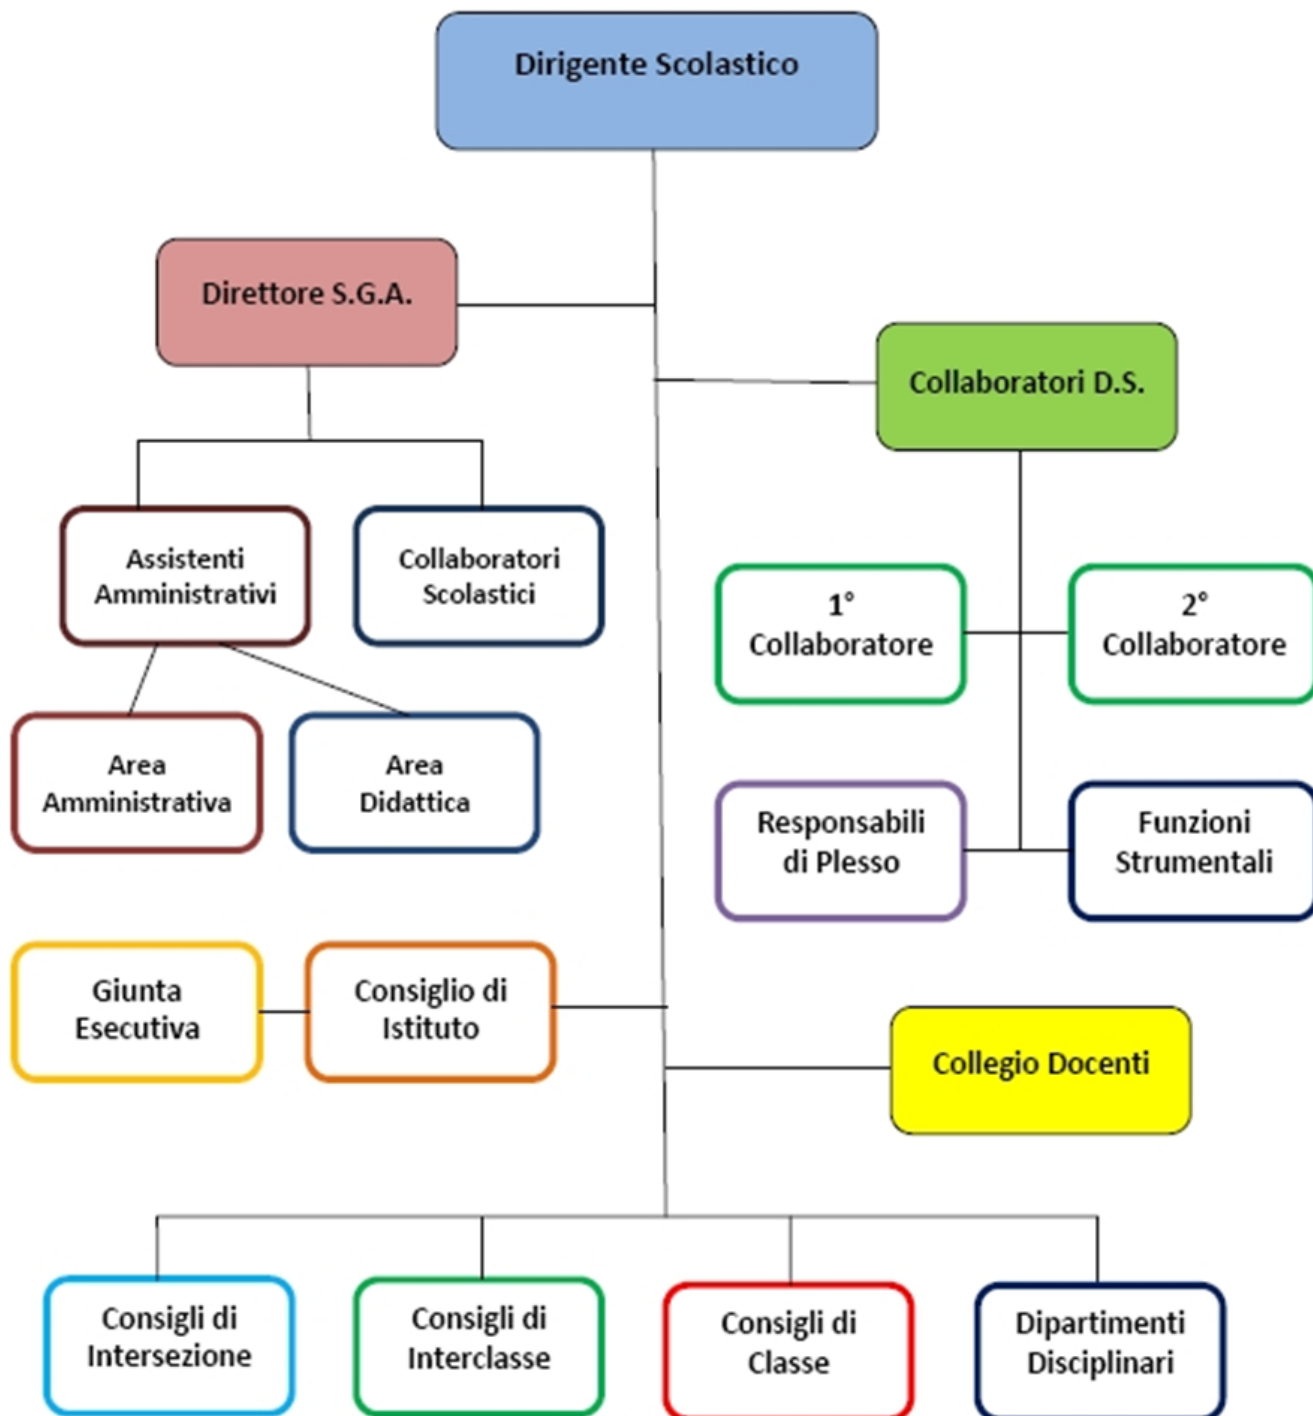 Dirigente Scolastico
Direttore S.G.A.
Collaboratori D.S.
Assistenti
Amministrativi
Collaboratori
Scolastici
1°
Collaboratore
2°
Collaboratore
Area
Amministrativa
Area
Didattica
Responsabili
di Plesso
Funzioni
Strumentali
Giunta
Esecutiva
Consiglio di
Istituto
Collegio Docenti
Consigli di
Intersezione
Consigli di
Interclasse
Consigli di
Classe
Dipartimenti
Disciplinari